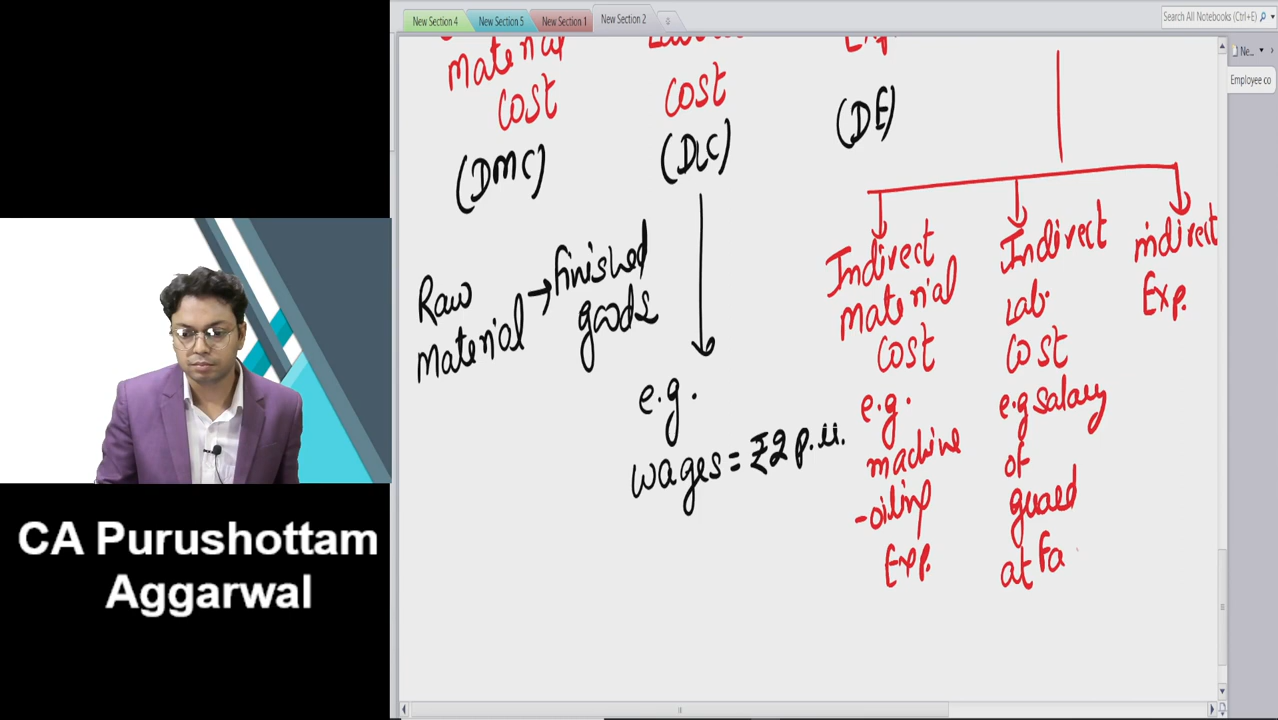 New Section 4
New Section 5
New Section 1
New Section 2
Search All Notebooks (Ctrl+E)
Ne...
Employee co
Material
Cost
(DMC)
Cost
(DLC)
Exp
(DE)
Raw
Material → Finished
goods
e.g.
wages = ₹2 p.u.
Indirect
Material
Cost
e.g.
machine
-oiling
Exp.
Indirect
Lab.
Cost
e.g salary
of
guard
at Fa
indirect
Exp.
CA Purushottam
Aggarwal